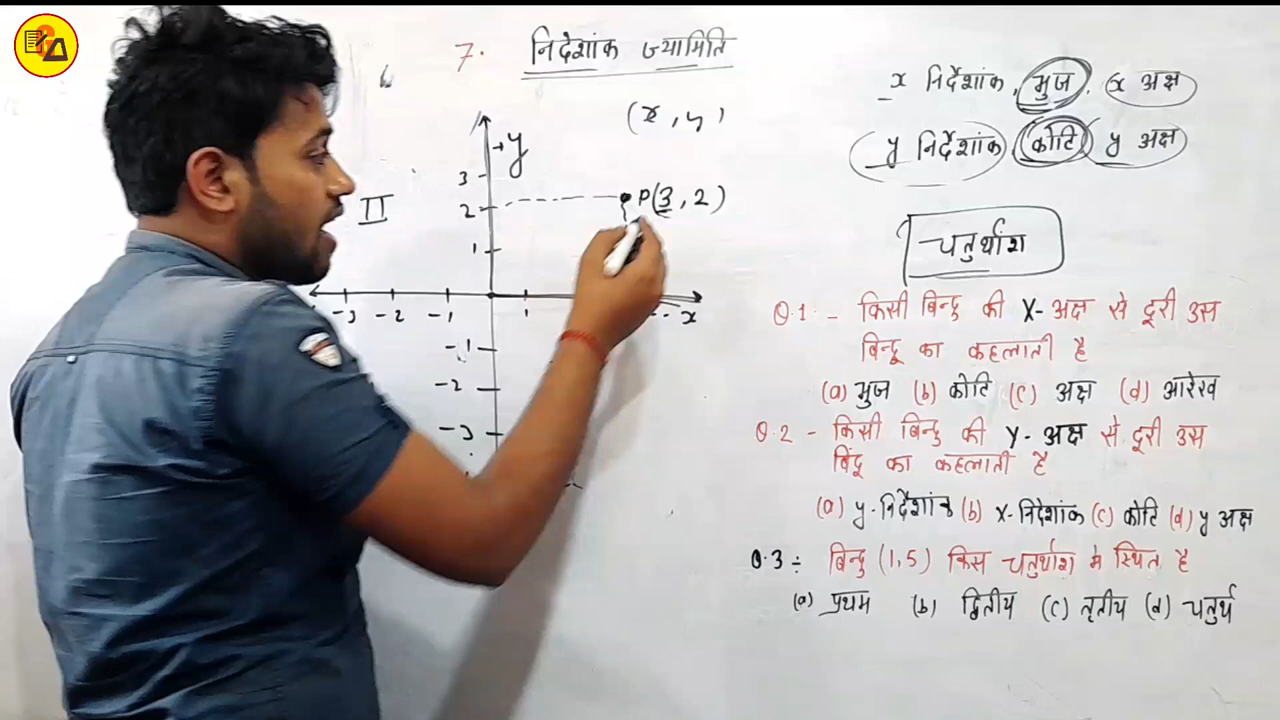 7. निदेशांक ज्यामिति
(x, y)
y
3
2
1
P(3, 2)
II
-3 -2 -1 1 x
-1
-2
-3
x निर्देशांक, भुज, x अक्ष
y निर्देशांक कोटि y अक्ष
चतुर्थांश
Q.1 - किसी बिन्दु की X-अक्ष से दूरी उस
बिन्दू का कहलाती है
(a) भुज (b) कोटि (c) अक्ष (d) आरेख
Q.2 - किसी बिन्दु की Y-अक्ष से दूरी उस
बिंदू का कहलाती है
(a) y-निर्देशांक (b) x-निदेशांक (c) कोटि (d) y अक्ष
Q.3 ÷ बिन्दु (1,5) किस चतुर्थांश मे स्थित है
(a) प्रथम (b) द्वितीय (c) तृतीय (d) चतुर्थ